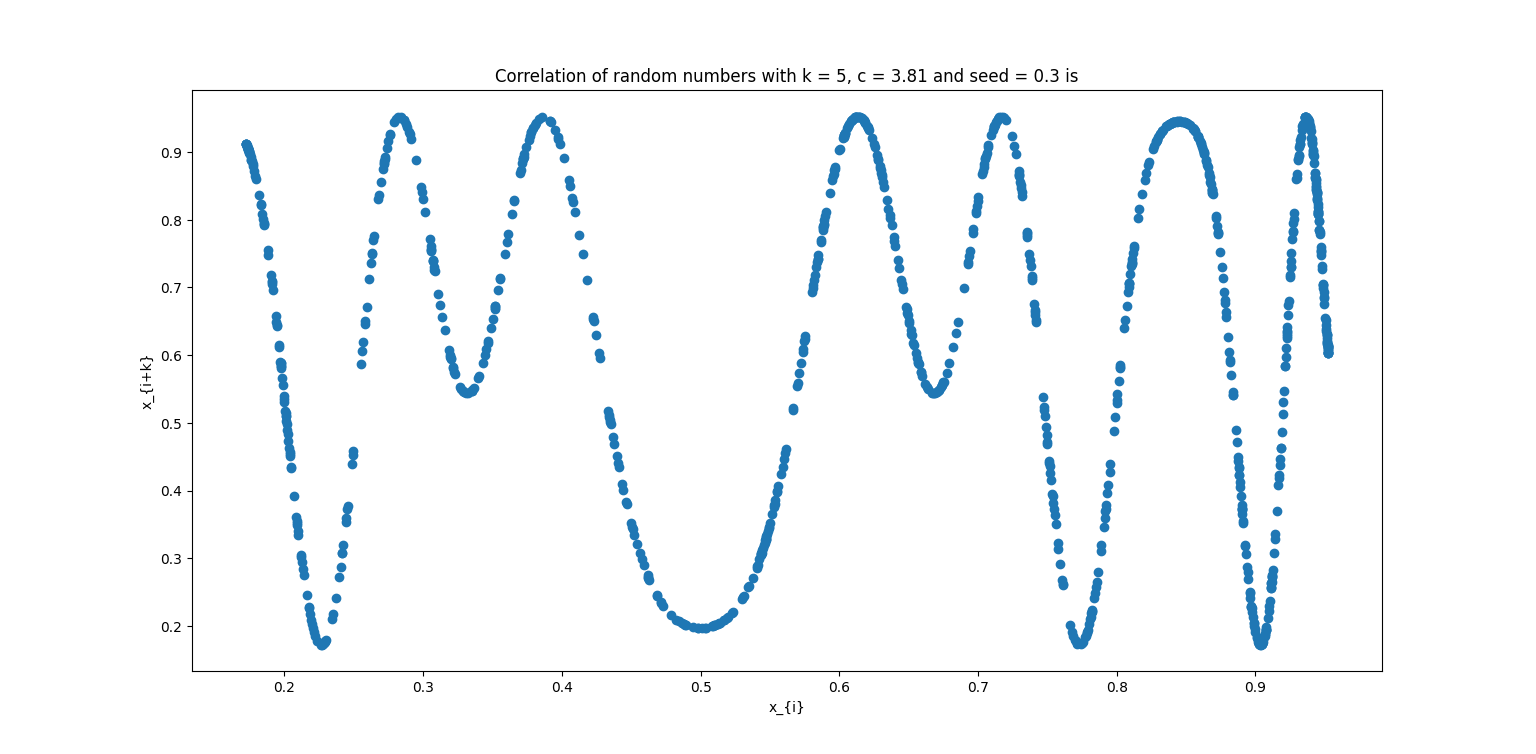 Correlation of random numbers with k = 5, c = 3.81 and seed = 0.3 is
x_{i+k}
0.9
0.8
0.7
0.6
0.5
0.4
0.3
0.2
0.2 0.3 0.4 0.5 0.6 0.7 0.8 0.9
x_{i}